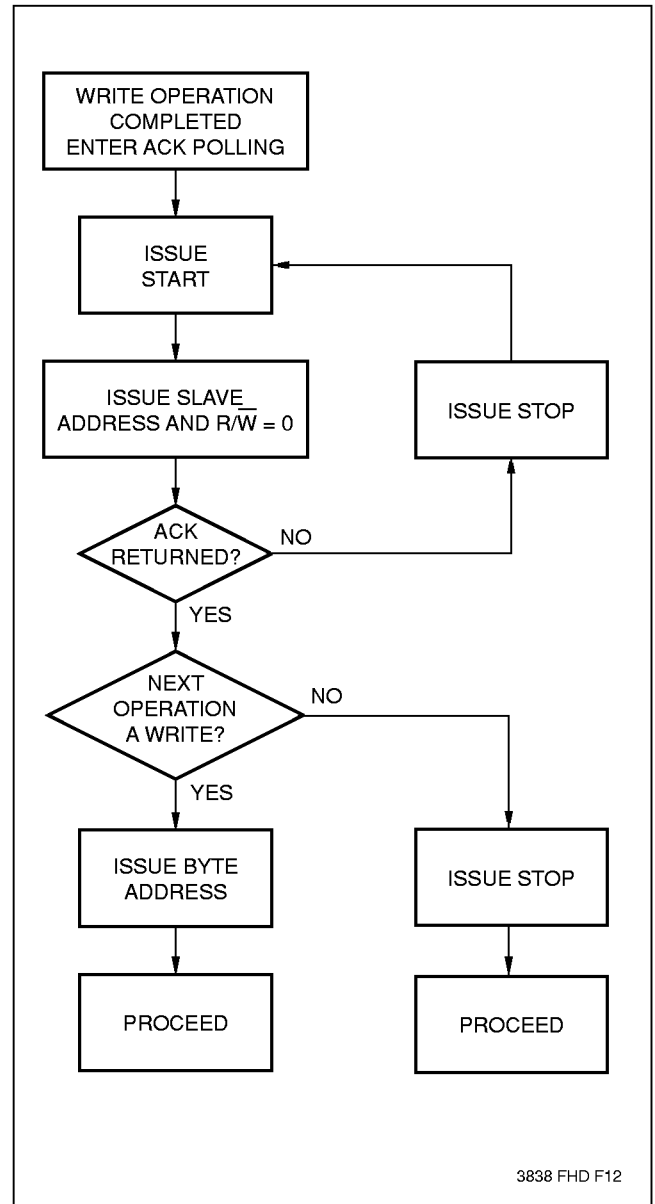 WRITE OPERATION
COMPLETED
ENTER ACK POLLING
ISSUE
START
ISSUE SLAVE
ADDRESS AND R/W̅ = 0
ISSUE STOP
ACK
RETURNED?
NO
YES
NEXT
OPERATION
A WRITE?
NO
YES
ISSUE BYTE
ADDRESS
ISSUE STOP
PROCEED
PROCEED
3838 FHD F12